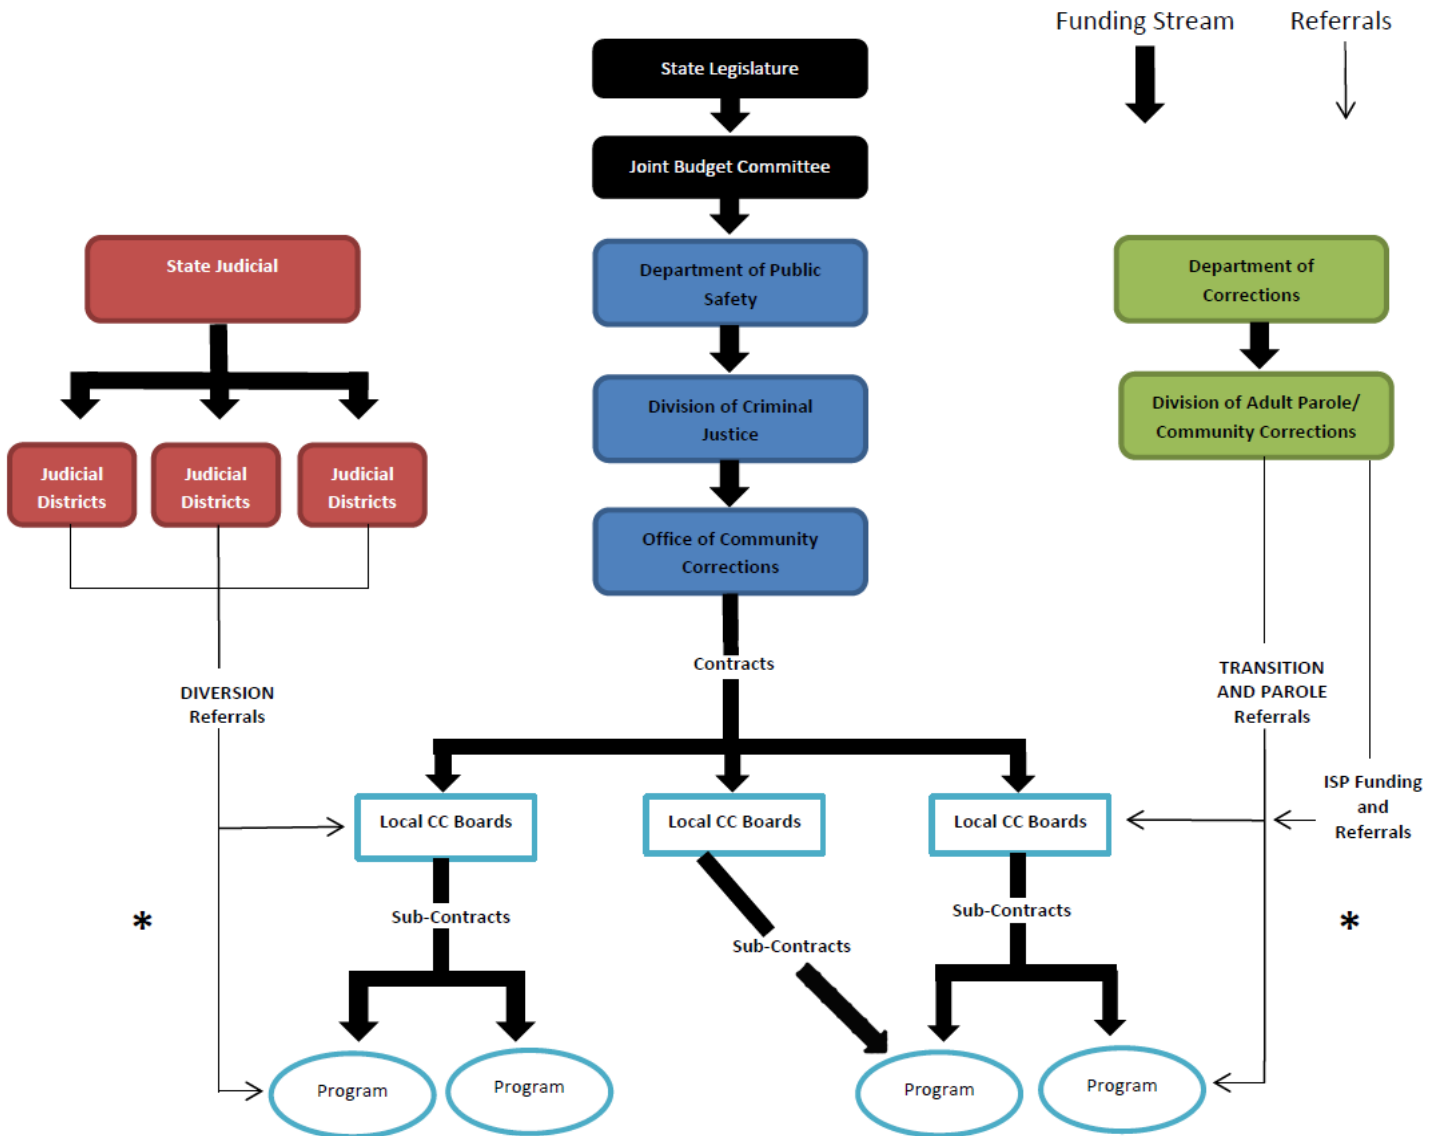 Funding Stream
Referrals
State Legislature
Joint Budget Committee
State Judicial
Department of Public
Safety
Department of
Corrections
Division of Criminal
Justice
Division of Adult Parole/
Community Corrections
Judicial
Districts
Judicial
Districts
Judicial
Districts
Office of Community
Corrections
Contracts
DIVERSION
Referrals
TRANSITION
AND PAROLE
Referrals
ISP Funding
and
Referrals
Local CC Boards
Local CC Boards
Local CC Boards
*
Sub-Contracts
Sub-Contracts
Sub-Contracts
*
Program
Program
Program
Program